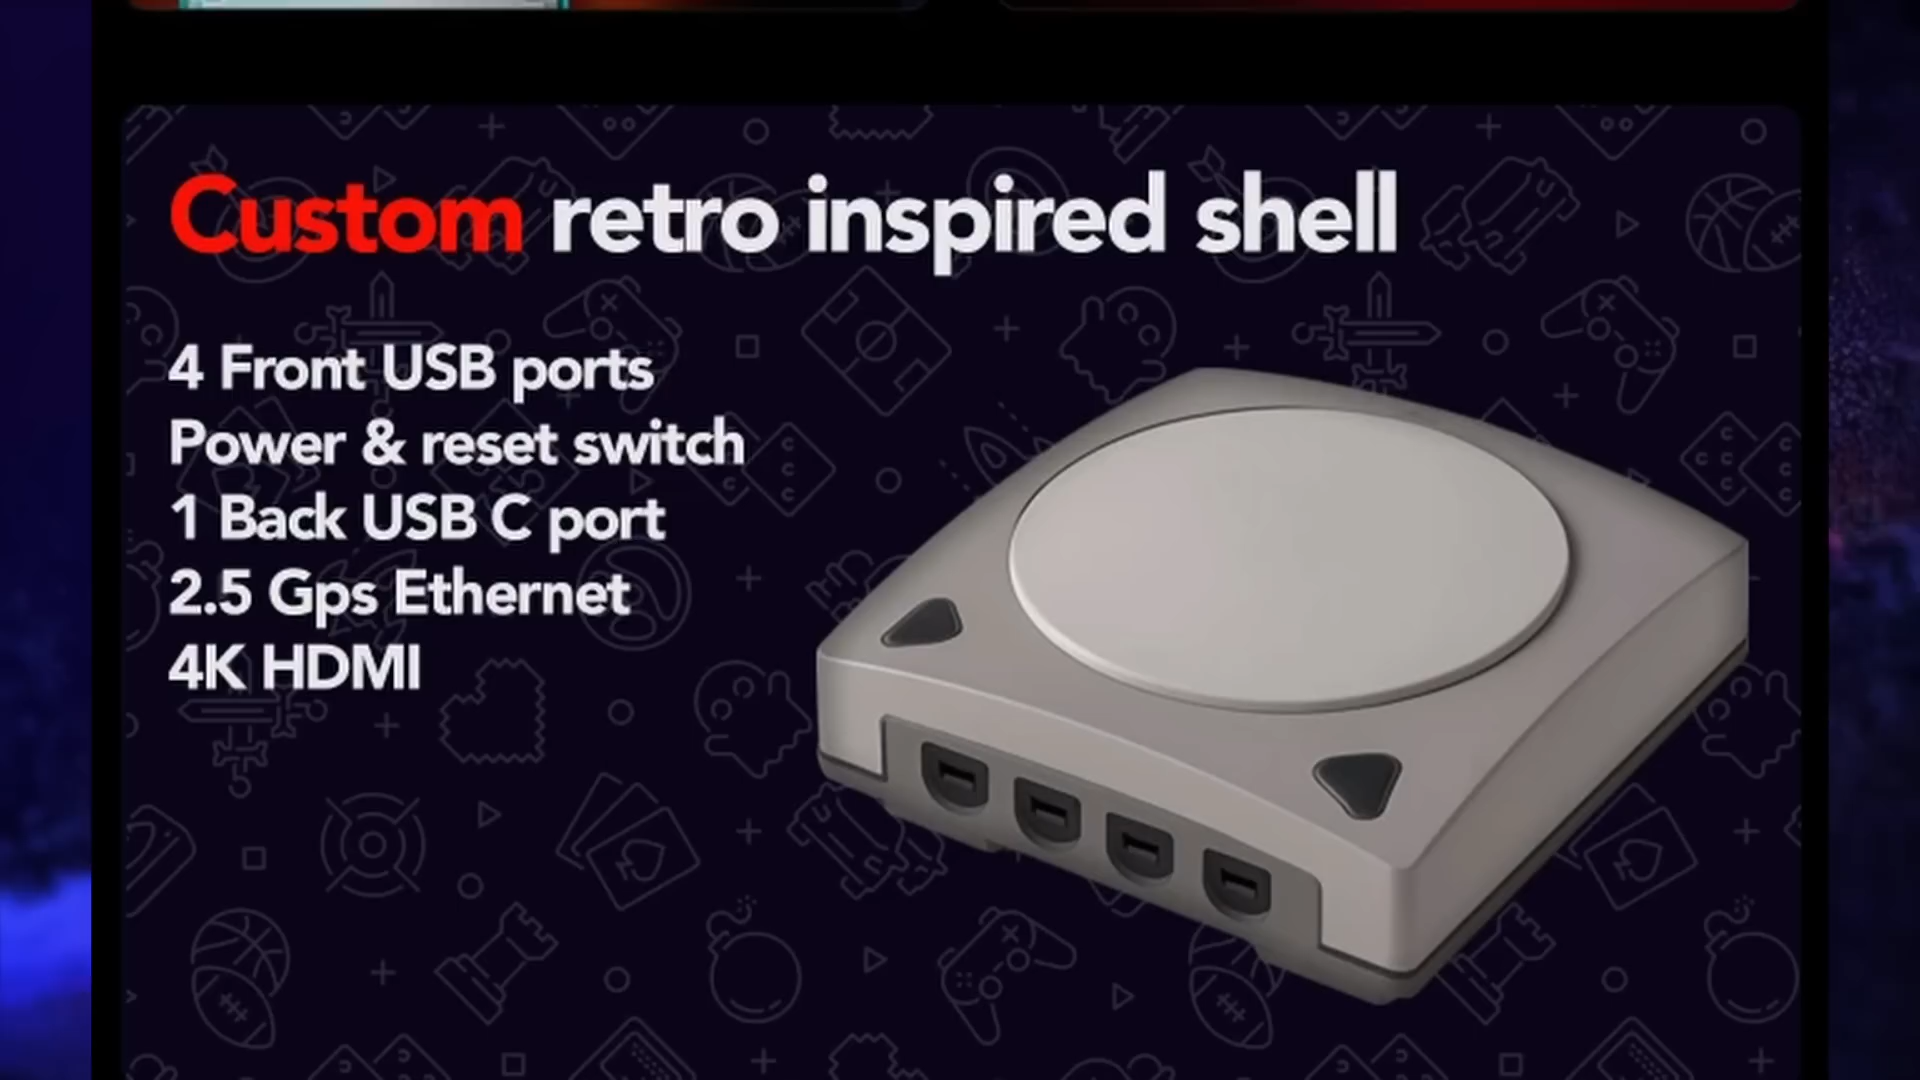 Custom retro inspired shell
4 Front USB ports
Power & reset switch
1 Back USB C port
2.5 Gps Ethernet
4K HDMI